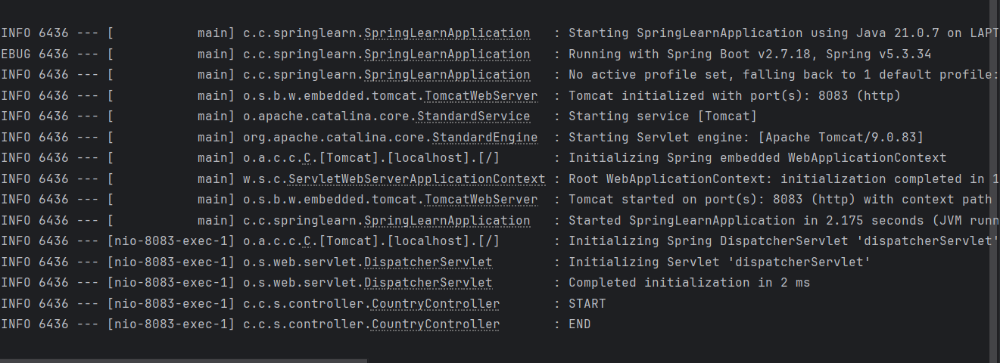 INFO 6436 --- [           main] c.c.springlearn.SpringLearnApplication   : Starting SpringLearnApplication using Java 21.0.7 on LAPT
EBUG 6436 --- [           main] c.c.springlearn.SpringLearnApplication   : Running with Spring Boot v2.7.18, Spring v5.3.34
INFO 6436 --- [           main] c.c.springlearn.SpringLearnApplication   : No active profile set, falling back to 1 default profile:
INFO 6436 --- [           main] o.s.b.w.embedded.tomcat.TomcatWebServer  : Tomcat initialized with port(s): 8083 (http)
INFO 6436 --- [           main] o.apache.catalina.core.StandardService   : Starting service [Tomcat]
INFO 6436 --- [           main] org.apache.catalina.core.StandardEngine  : Starting Servlet engine: [Apache Tomcat/9.0.83]
INFO 6436 --- [           main] o.a.c.c.C.[Tomcat].[localhost].[/]       : Initializing Spring embedded WebApplicationContext
INFO 6436 --- [           main] w.s.c.ServletWebServerApplicationContext : Root WebApplicationContext: initialization completed in 1
INFO 6436 --- [           main] o.s.b.w.embedded.tomcat.TomcatWebServer  : Tomcat started on port(s): 8083 (http) with context path
INFO 6436 --- [           main] c.c.springlearn.SpringLearnApplication   : Started SpringLearnApplication in 2.175 seconds (JVM runn
INFO 6436 --- [nio-8083-exec-1] o.a.c.c.C.[Tomcat].[localhost].[/]       : Initializing Spring DispatcherServlet 'dispatcherServlet'
INFO 6436 --- [nio-8083-exec-1] o.s.web.servlet.DispatcherServlet        : Initializing Servlet 'dispatcherServlet'
INFO 6436 --- [nio-8083-exec-1] o.s.web.servlet.DispatcherServlet        : Completed initialization in 2 ms
INFO 6436 --- [nio-8083-exec-1] c.c.s.controller.CountryController       : START
INFO 6436 --- [nio-8083-exec-1] c.c.s.controller.CountryController       : END